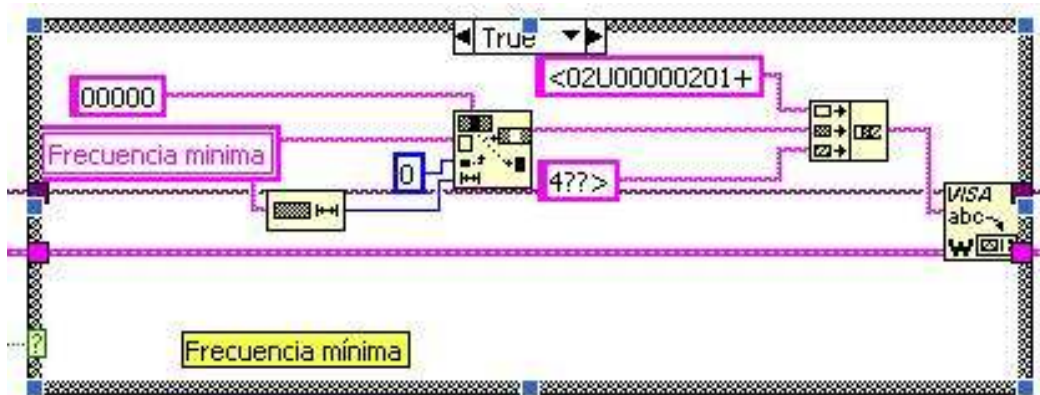 True
<02U00000201+
00000
Frecuencia minima
0
4??>
VISA
abc
W
?
Frecuencia mínima